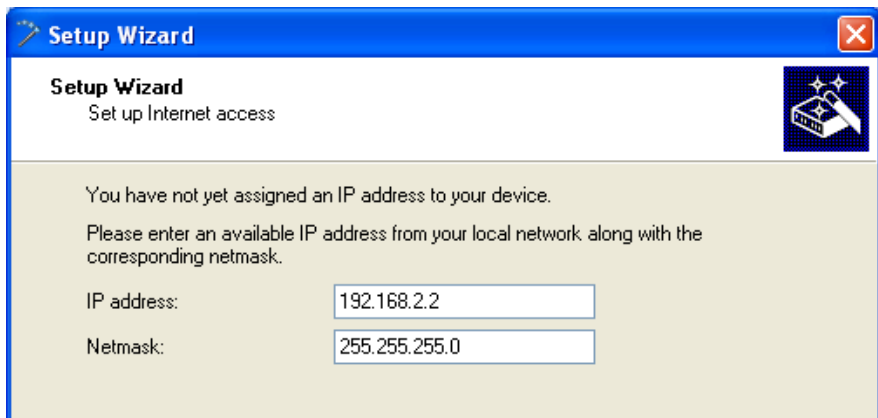 Setup Wizard
Setup Wizard
Set up Internet access
You have not yet assigned an IP address to your device.
Please enter an available IP address from your local network along with the
corresponding netmask.
IP address: 192.168.2.2
Netmask: 255.255.255.0